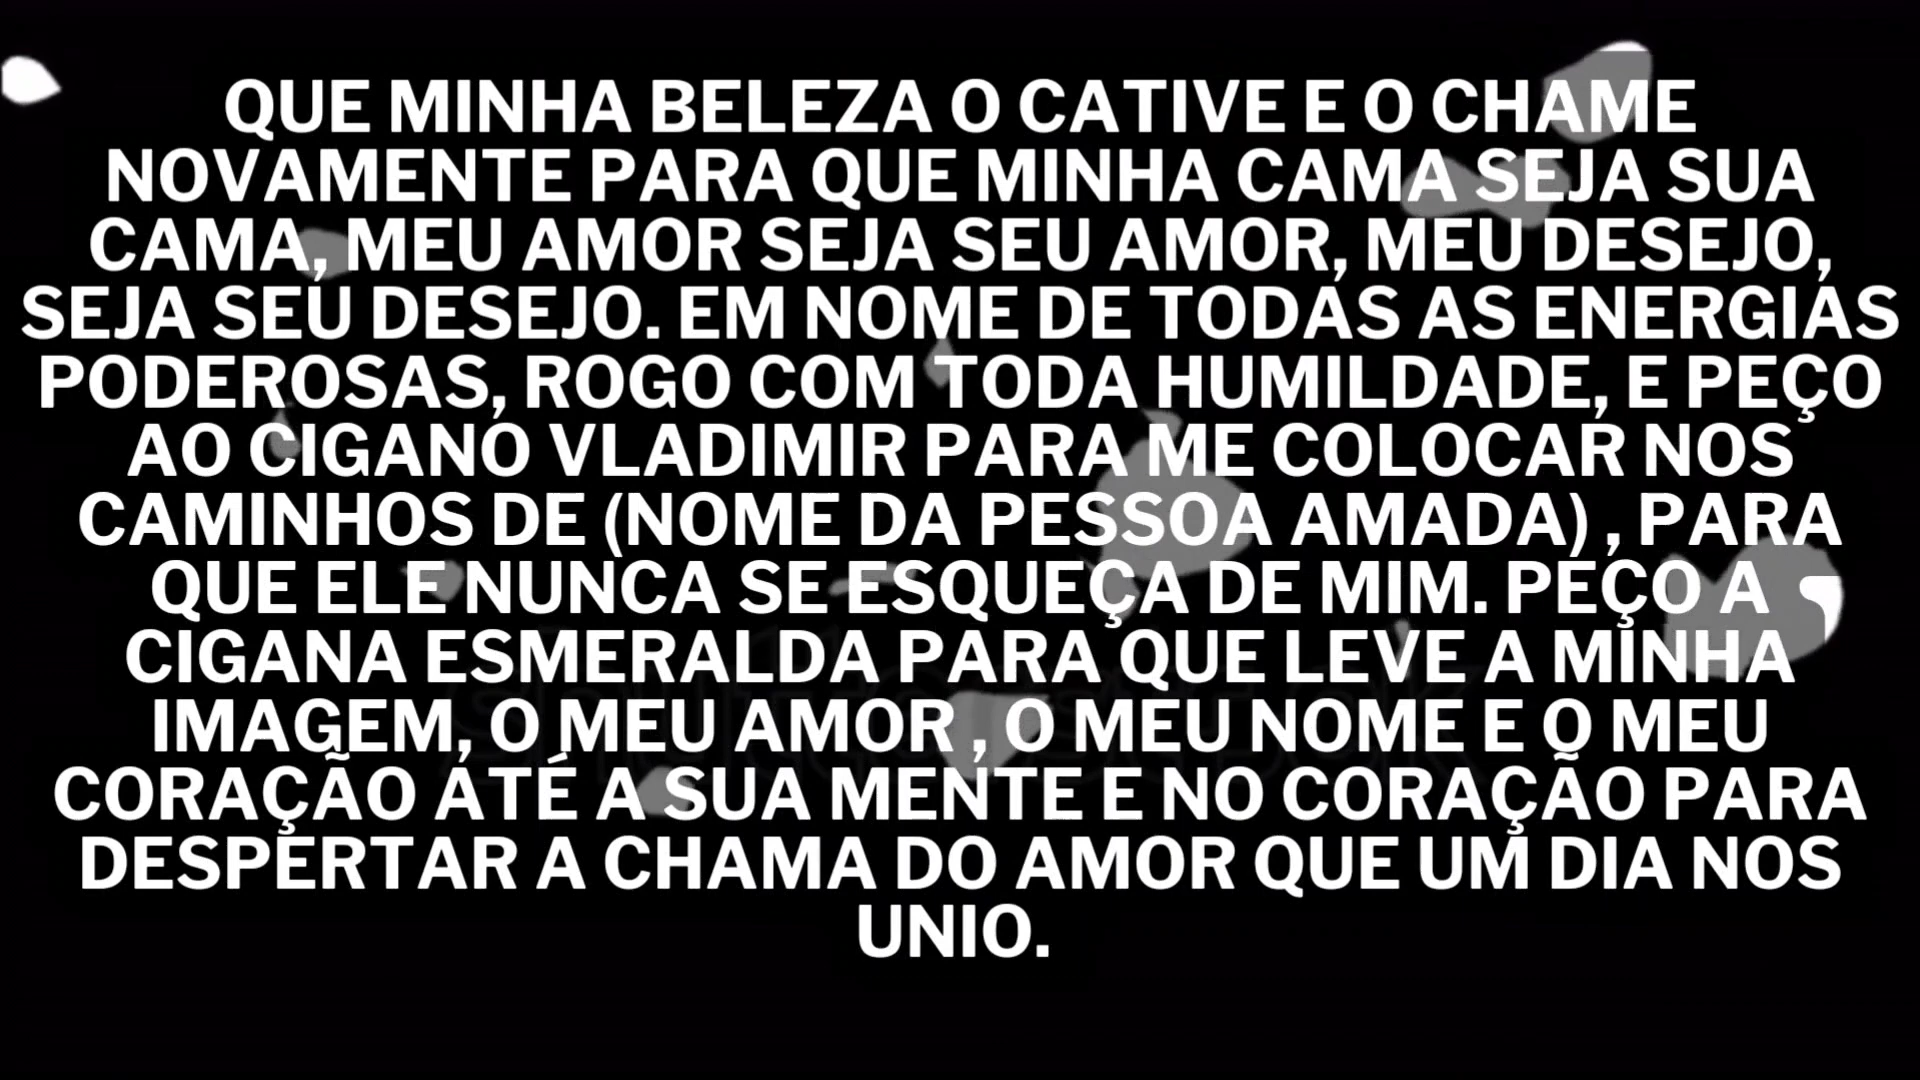 QUE MINHA BELEZA O CATIVE E O CHAME
NOVAMENTE PARA QUE MINHA CAMA SEJA SUA
CAMA, MEU AMOR SEJA SEU AMOR, MEU DESEJO,
SEJA SEU DESEJO. EM NOME DE TODAS AS ENERGIAS
PODEROSAS, ROGO COM TODA HUMILDADE, E PEÇO
AO CIGANO VLADIMIR PARA ME COLOCAR NOS
CAMINHOS DE (NOME DA PESSOA AMADA) , PARA
QUE ELE NUNCA SE ESQUEÇA DE MIM. PEÇO A
CIGANA ESMERALDA PARA QUE LEVE A MINHA
IMAGEM, O MEU AMOR , O MEU NOME E O MEU
CORAÇÃO ATÉ A SUA MENTE E NO CORAÇÃO PARA
DESPERTAR A CHAMA DO AMOR QUE UM DIA NOS
UNIO.